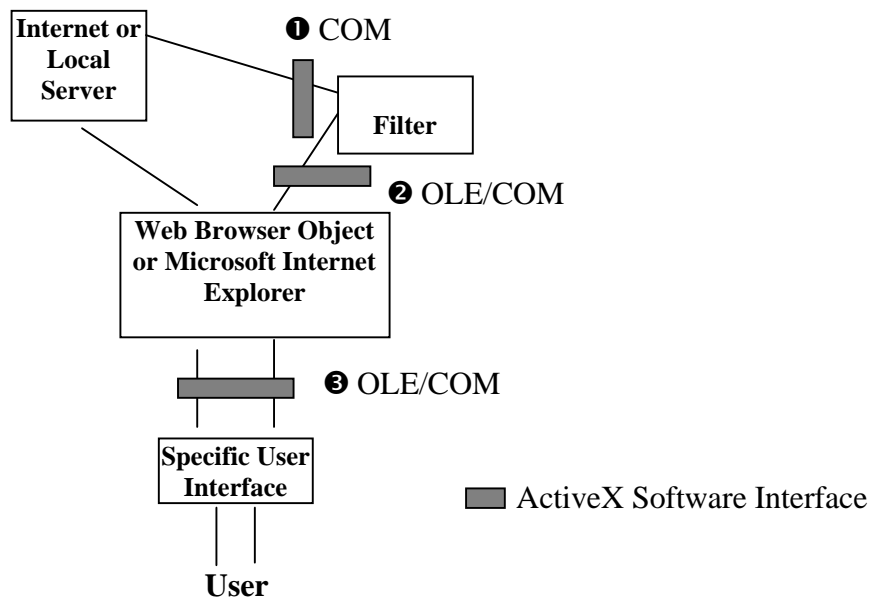 Internet or
Local
Server
❶ COM
Filter
❷ OLE/COM
Web Browser Object
or Microsoft Internet
Explorer
❸ OLE/COM
Specific User
Interface
ActiveX Software Interface
User